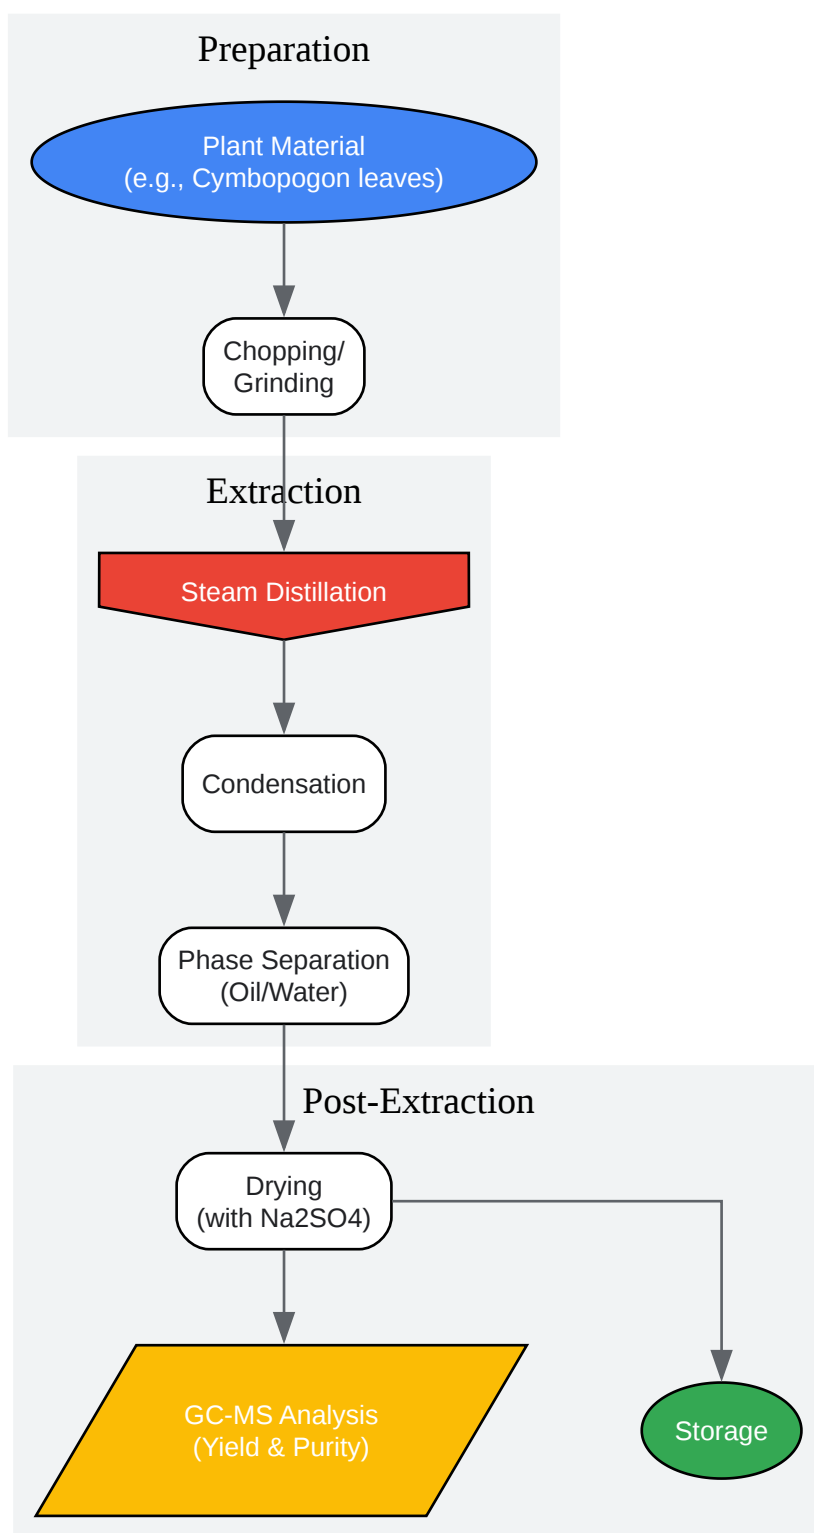 Preparation
Plant Material
(e.g., Cymbopogon leaves)
Chopping/
Grinding
Extraction
Steam Distillation
Condensation
Phase Separation
(Oil/Water)
Post-Extraction
Drying
(with Na2SO4)
GC-MS Analysis
(Yield & Purity)
Storage